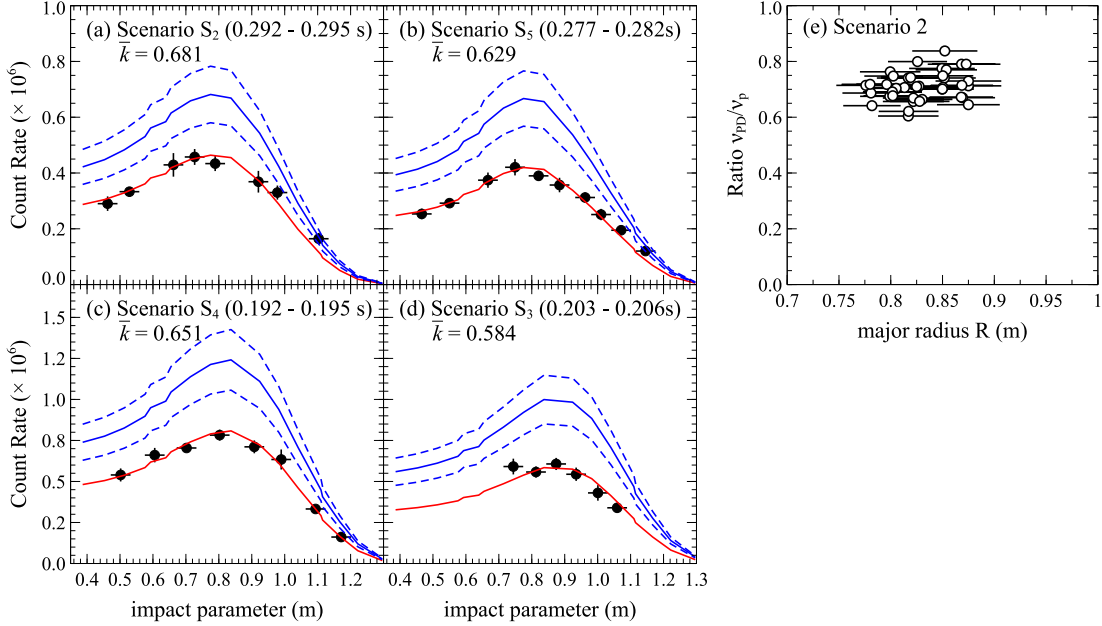 (a) Scenario S₂ (0.292 - 0.295 s)
k̅ = 0.681
(b) Scenario S₅ (0.277 - 0.282s)
k̅ = 0.629
(e) Scenario 2
Count Rate (× 10⁶)
1.0
0.8
0.6
0.4
0.2
0.0
Ratio ν_PD/ν_p
1.0
0.8
0.6
0.4
0.2
0.0
0.7 0.75 0.8 0.85 0.9 0.95 1
major radius R (m)
(c) Scenario S₄ (0.192 - 0.195 s)
k̅ = 0.651
(d) Scenario S₃ (0.203 - 0.206s)
k̅ = 0.584
Count Rate (× 10⁶)
1.5
1.2
1.0
0.8
0.5
0.2
0.0
0.4 0.5 0.6 0.7 0.8 0.9 1.0 1.1 1.2
0.4 0.5 0.6 0.7 0.8 0.9 1.0 1.1 1.2 1.3
impact parameter (m)
impact parameter (m)